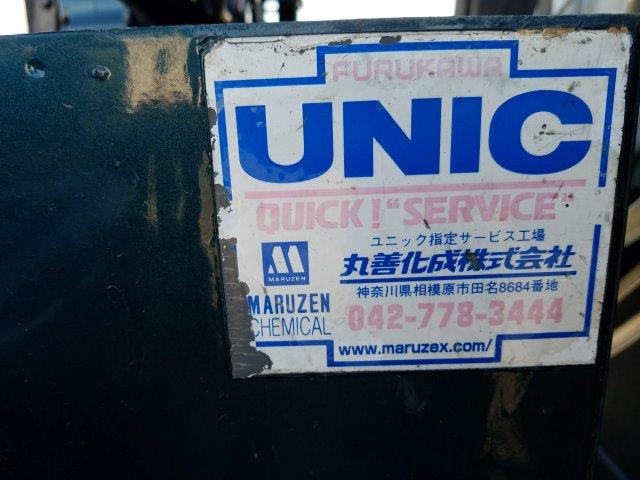 FURUKAWA
UNIC
QUICK!"SERVICE"
ユニック指定サービス工場
丸善化成株式会社
MARUZEN
神奈川県相模原市田名8684番地
MARUZEN
CHEMICAL
042-778-3444
www.maruzex.com/